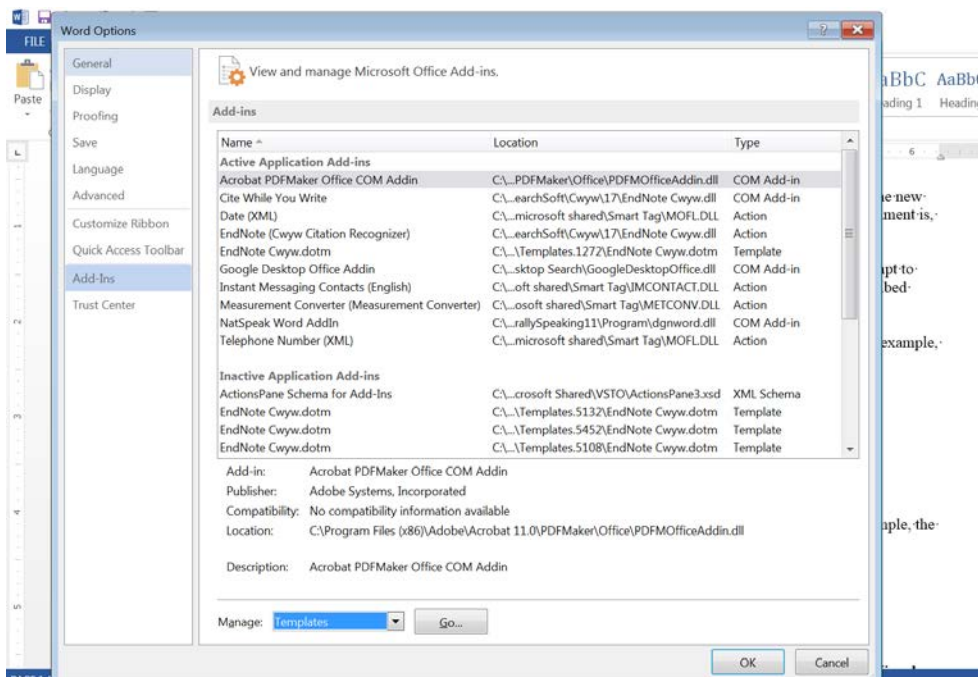 Word Options
FILE
Paste
General
Display
Proofing
Save
Language
Advanced
Customize Ribbon
Quick Access Toolbar
Add-Ins
Trust Center
View and manage Microsoft Office Add-ins.
Add-ins
Name Location Type
Active Application Add-ins
Acrobat PDFMaker Office COM Addin C:\...PDFMaker\Office\PDFMOfficeAddin.dll COM Add-in
Cite While You Write C:\...earchSoft\Cwyw\17\EndNote Cwyw.dll COM Add-in
Date (XML) C:\...microsoft shared\Smart Tag\MOFL.DLL Action
EndNote (Cwyw Citation Recognizer) C:\...earchSoft\Cwyw\17\EndNote Cwyw.dll Action
EndNote Cwyw.dotm C:\...\Templates.1272\EndNote Cwyw.dotm Template
Google Desktop Office Addin C:\...sktop Search\GoogleDesktopOffice.dll COM Add-in
Instant Messaging Contacts (English) C:\...oft shared\Smart Tag\IMCONTACT.DLL Action
Measurement Converter (Measurement Converter) C:\...osoft shared\Smart Tag\METCONV.DLL Action
NatSpeak Word AddIn C:\...rallySpeaking11\Program\dgnword.dll COM Add-in
Telephone Number (XML) C:\...microsoft shared\Smart Tag\MOFL.DLL Action
Inactive Application Add-ins
ActionsPane Schema for Add-Ins C:\...crosoft Shared\VSTO\ActionsPane3.xsd XML Schema
EndNote Cwyw.dotm C:\...\Templates.5132\EndNote Cwyw.dotm Template
EndNote Cwyw.dotm C:\...\Templates.5452\EndNote Cwyw.dotm Template
EndNote Cwyw.dotm C:\...\Templates.5108\EndNote Cwyw.dotm Template
Add-in: Acrobat PDFMaker Office COM Addin
Publisher: Adobe Systems, Incorporated
Compatibility: No compatibility information available
Location: C:\Program Files (x86)\Adobe\Acrobat 11.0\PDFMaker\Office\PDFMOfficeAddin.dll
Description: Acrobat PDFMaker Office COM Addin
Manage: Templates Go...
OK Cancel
aBbC AaBb
ading 1 Heading
6
e·new·
ment·is,·
pt·to·
bed·
example,·
mple,·the·
2
3
4
5